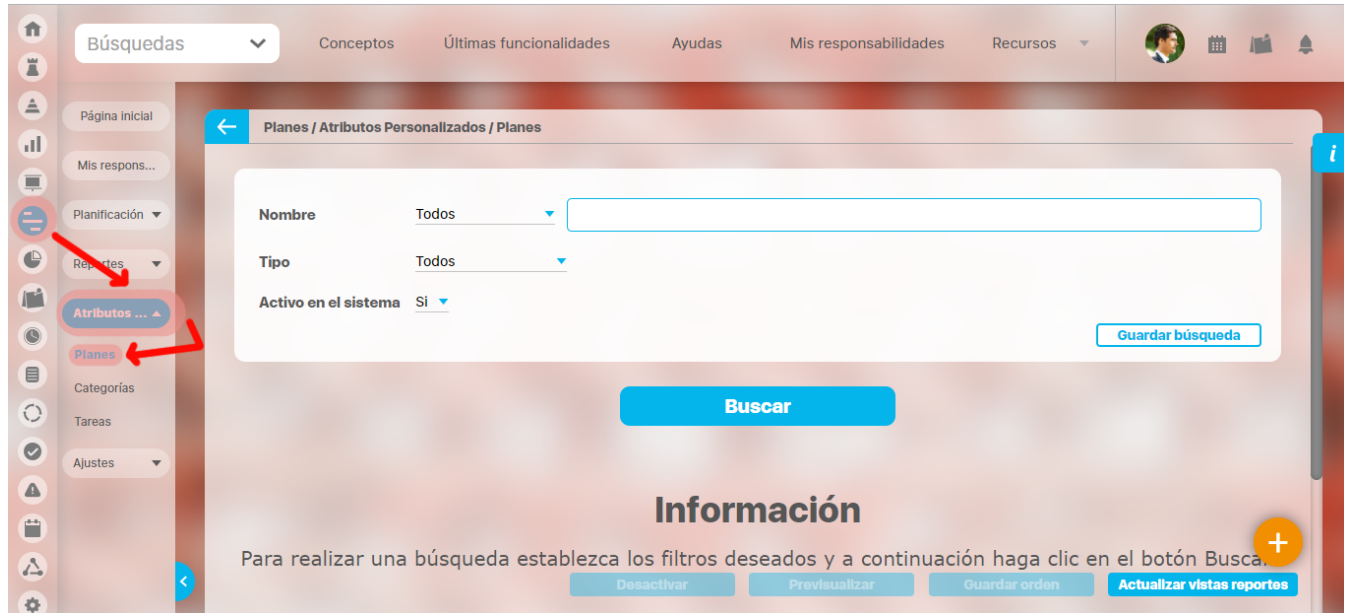 Búsquedas
Conceptos
Últimas funcionalidades
Ayudas
Mis responsabilidades
Recursos
Página inicial
Mis respons...
Planificación
Reportes
Atributos ...
Planes
Categorías
Tareas
Ajustes
Planes / Atributos Personalizados / Planes
i
Nombre Todos
Tipo Todos
Activo en el sistema Si
Guardar búsqueda
Buscar
Información
Para realizar una búsqueda establezca los filtros deseados y a continuación haga clic en el botón Buscar.
+
Desactivar
Previsualizar
Guardar orden
Actualizar vistas reportes